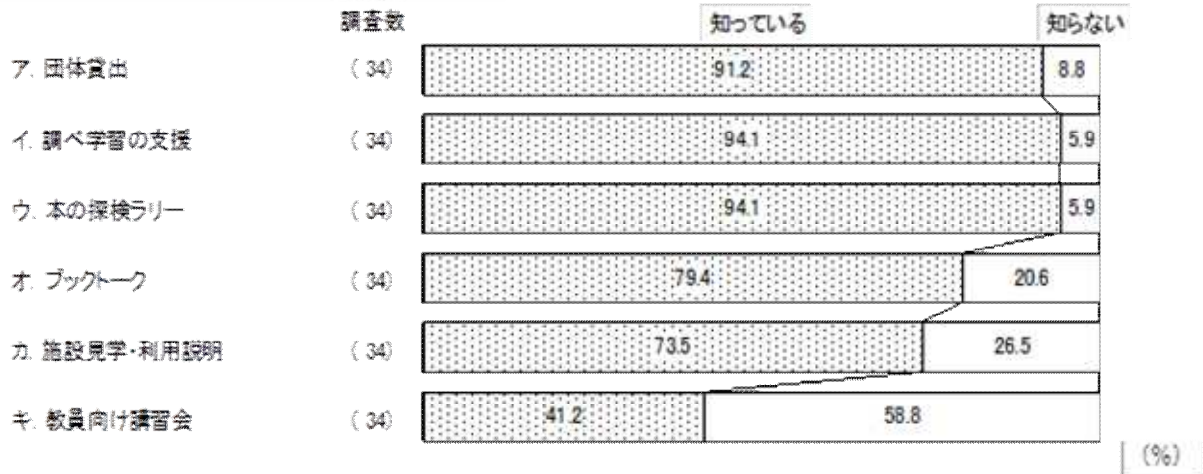 調査数 知っている 知らない
ア. 団体貸出 ( 34) 91.2 8.8
イ. 調べ学習の支援 ( 34) 94.1 5.9
ウ. 本の探検ラリー ( 34) 94.1 5.9
オ. ブックトーク ( 34) 79.4 20.6
カ. 施設見学・利用説明 ( 34) 73.5 26.5
キ. 教員向け講習会 ( 34) 41.2 58.8
(%)